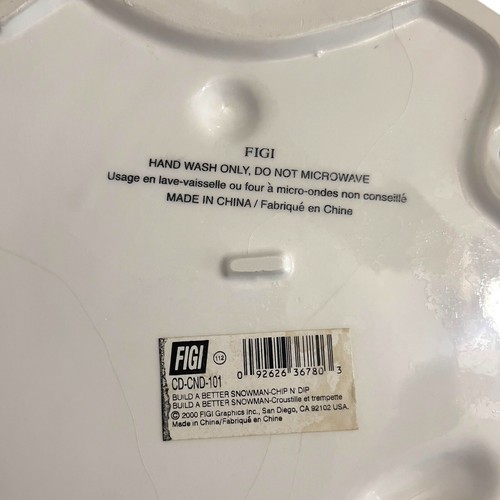 FIGI
HAND WASH ONLY, DO NOT MICROWAVE
Usage en lave-vaisselle ou four à micro-ondes non conseillé
MADE IN CHINA / Fabriqué en Chine
FIGI 112
0 92626 36780 3
CD-CND-101
BUILD A BETTER SNOWMAN-CHIP N' DIP
BUILD A BETTER SNOWMAN-Croustille et trempette
© 2000 FIGI Graphics Inc., San Diego, CA 92102 USA.
Made in China/Fabriqué en Chine